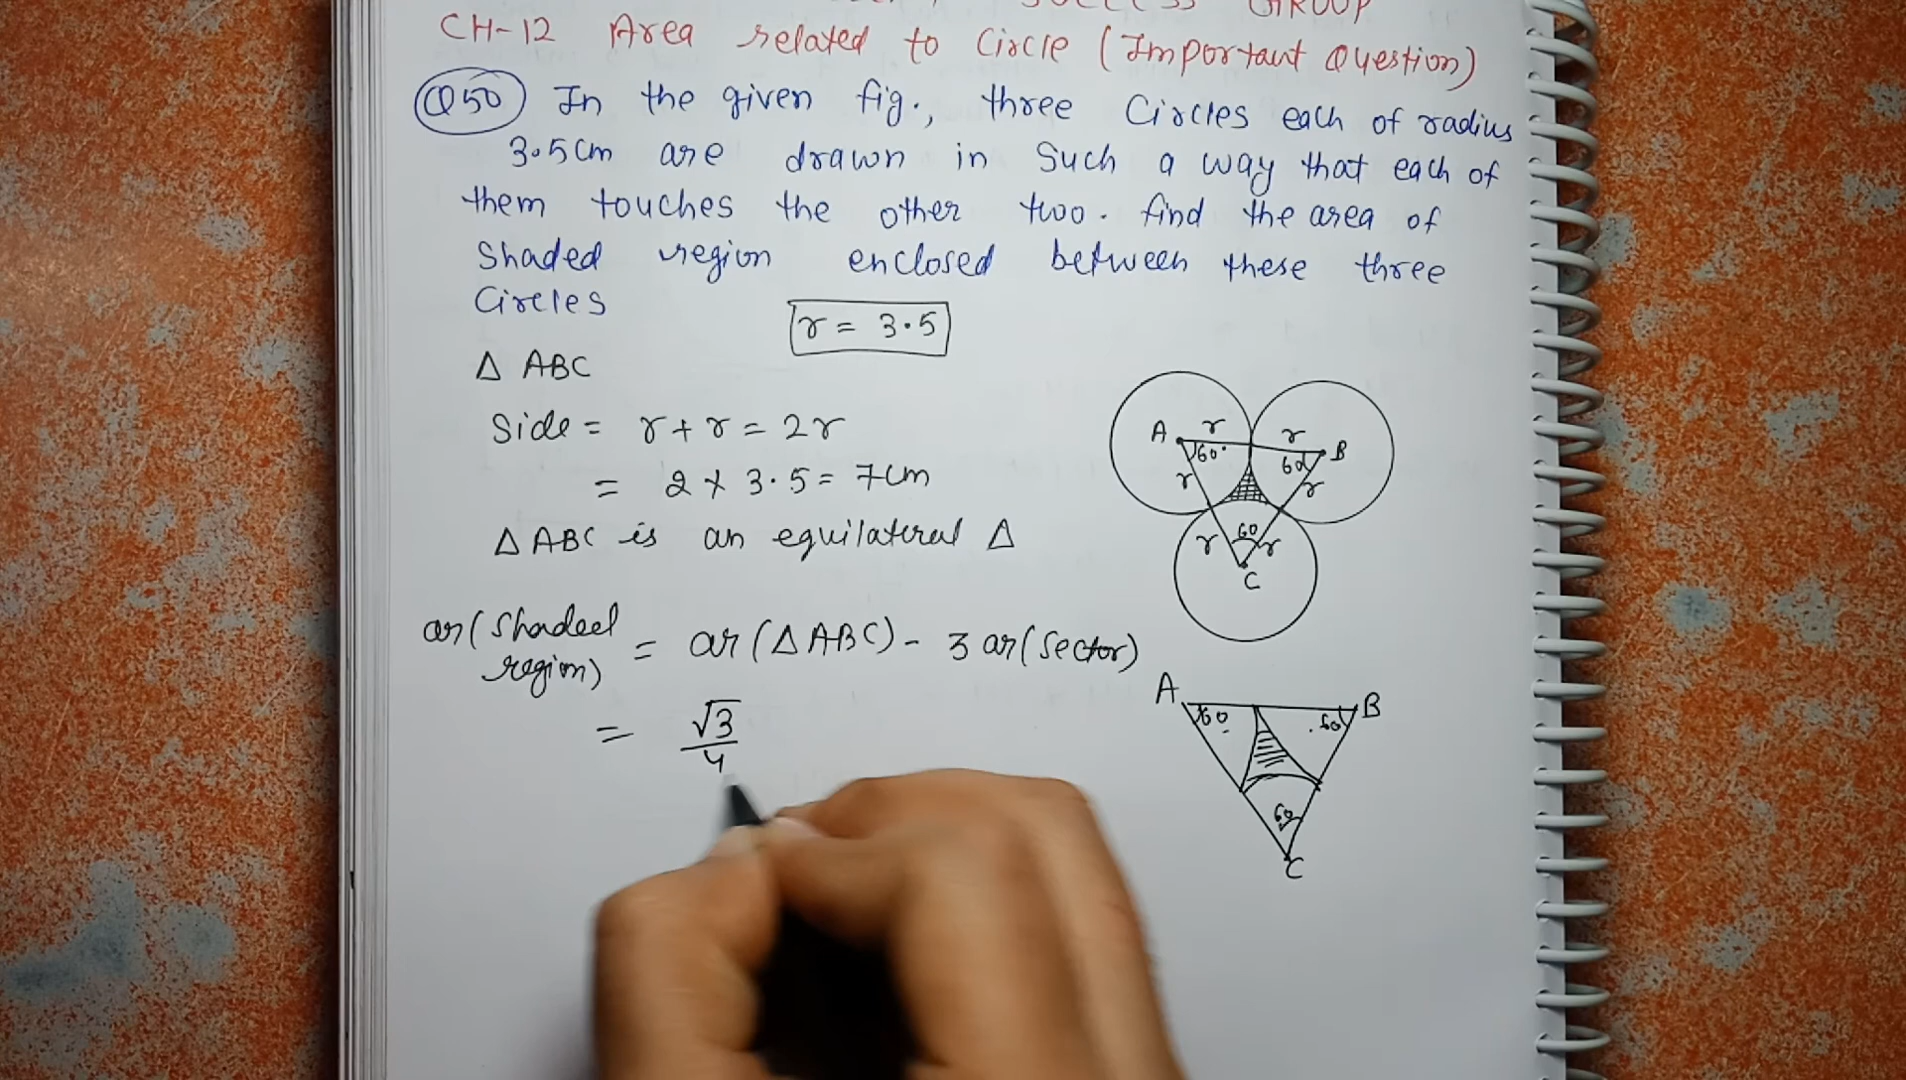 GROUP
CH-12 Area related to Circle (Important Question)
Q50 In the given fig., three Circles each of radius
3.5cm are drawn in Such a way that each of
them touches the other two. find the area of
Shaded region enclosed between these three
Circles
r = 3.5
Δ ABC
Side = r + r = 2r
= 2 × 3.5 = 7cm
Δ ABC is an equilateral Δ
A r r B
60° 60
r r
60
r r
C
ar(Shaded region) = ar(ΔABC) - 3 ar(Sector)
= √3/4
A B
60 60
60
C